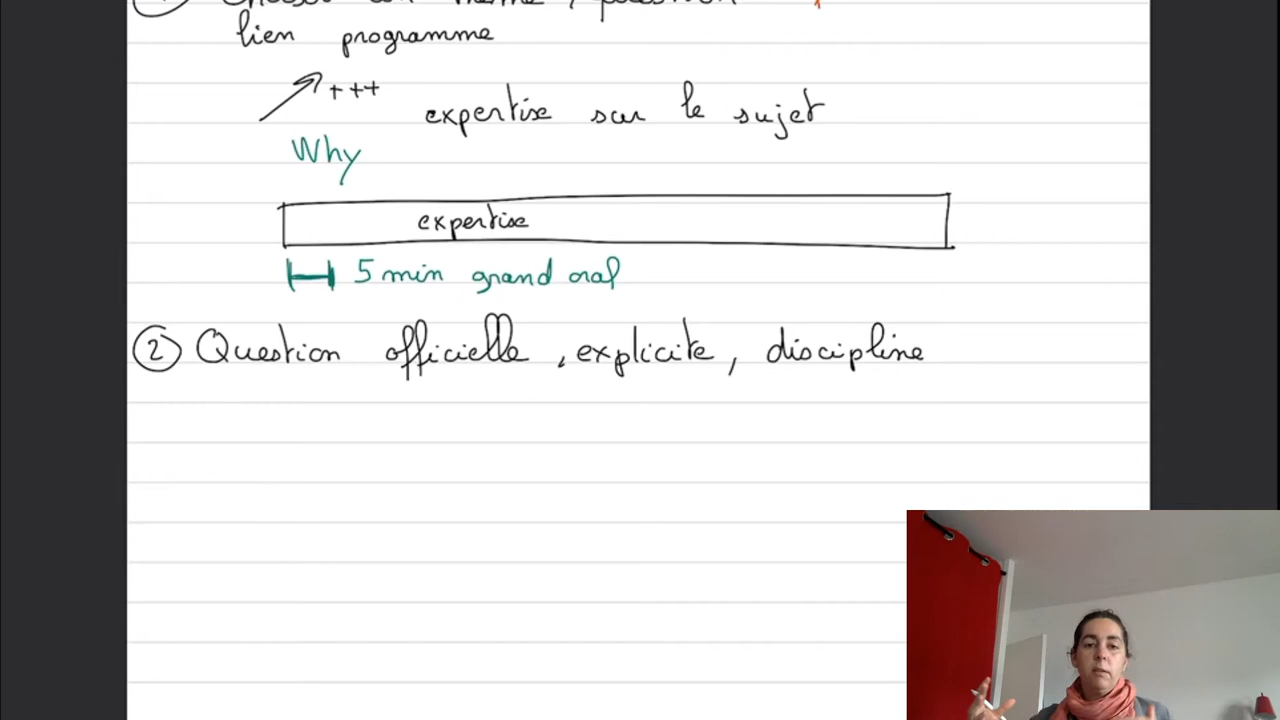 lien programme
+++ expertise sur le sujet
Why
expertise
5 min grand oral
② Question officielle, explicite, discipline